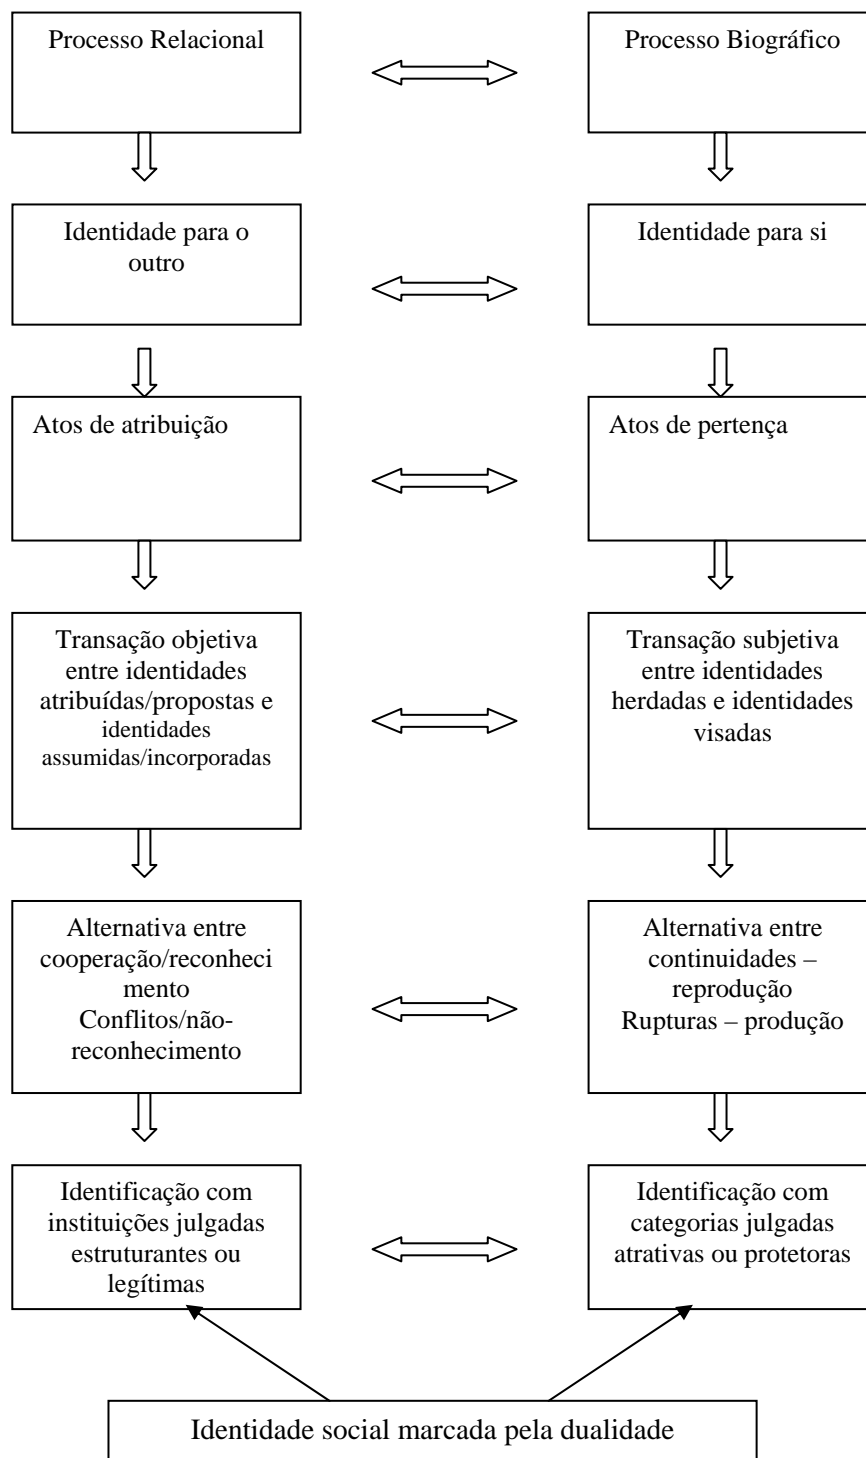 Processo Relacional
Processo Biográfico
Identidade para o
outro
Identidade para si
Atos de atribuição
Atos de pertença
Transação objetiva
entre identidades
atribuídas/propostas e
identidades
assumidas/incorporadas
Transação subjetiva
entre identidades
herdadas e identidades
visadas
Alternativa entre
cooperação/reconheci
mento
Conflitos/não-
reconhecimento
Alternativa entre
continuidades –
reprodução
Rupturas – produção
Identificação com
instituições julgadas
estruturantes ou
legítimas
Identificação com
categorias julgadas
atrativas ou protetoras
Identidade social marcada pela dualidade